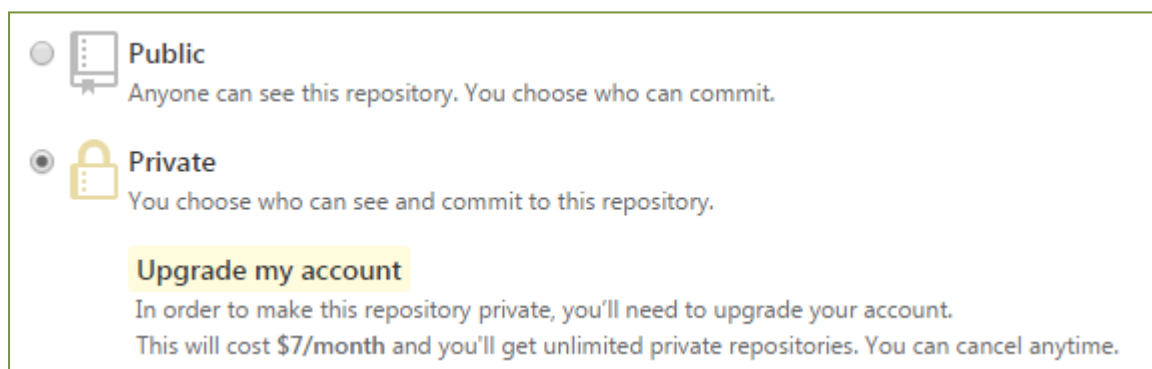 Public
Anyone can see this repository. You choose who can commit.
Private
You choose who can see and commit to this repository.
Upgrade my account
In order to make this repository private, you’ll need to upgrade your account.
This will cost $7/month and you'll get unlimited private repositories. You can cancel anytime.